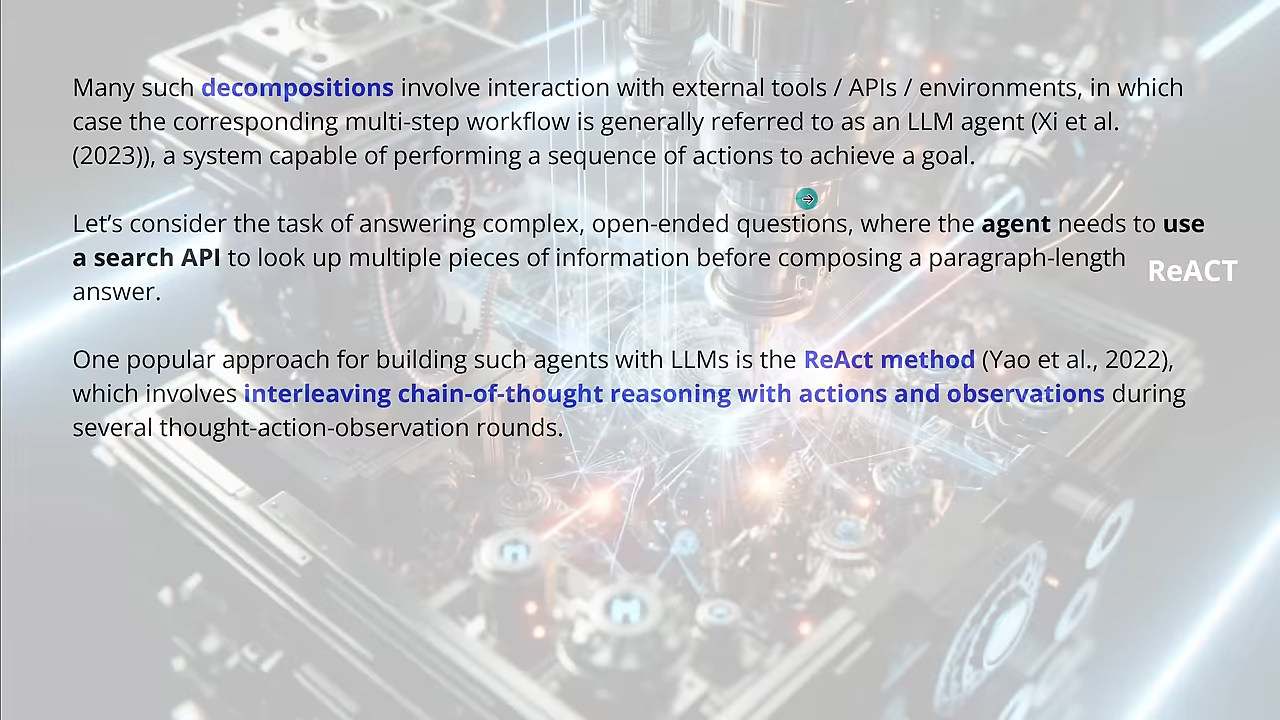 Many such decompositions involve interaction with external tools / APIs / environments, in which
case the corresponding multi-step workflow is generally referred to as an LLM agent (Xi et al.
(2023)), a system capable of performing a sequence of actions to achieve a goal.
Let’s consider the task of answering complex, open-ended questions, where the agent needs to use
a search API to look up multiple pieces of information before composing a paragraph-length
answer.
ReACT
One popular approach for building such agents with LLMs is the ReAct method (Yao et al., 2022),
which involves interleaving chain-of-thought reasoning with actions and observations during
several thought-action-observation rounds.